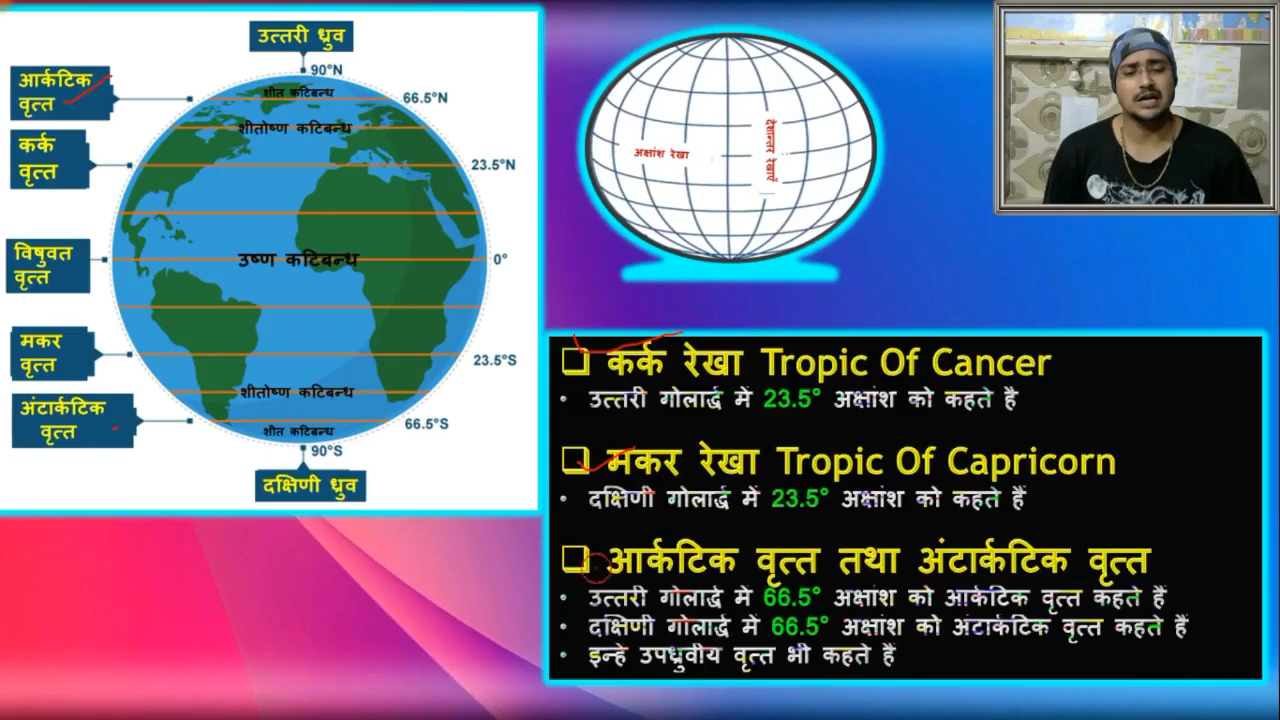 उत्तरी ध्रुव
90°N
आर्कटिक
वृत्त
शीत कटिबन्ध
66.5°N
शीतोष्ण कटिबन्ध
कर्क
वृत्त
23.5°N
विषुवत
वृत्त
उष्ण कटिबन्ध
0°
मकर
वृत्त
23.5°S
शीतोष्ण कटिबन्ध
अंटार्कटिक
वृत्त
66.5°S
शीत कटिबन्ध
90°S
दक्षिणी ध्रुव
अक्षांश रेखा
देशान्तर रेखाएँ
❑ कर्क रेखा Tropic Of Cancer
• उत्तरी गोलार्द्ध में 23.5° अक्षांश को कहते है
❑ मकर रेखा Tropic Of Capricorn
• दक्षिणी गोलार्द्ध में 23.5° अक्षांश को कहते हैं
❑ आर्कटिक वृत्त तथा अंटार्कटिक वृत्त
• उत्तरी गोलार्द्ध में 66.5° अक्षांश को आर्कटिक वृत्त कहते हैं
• दक्षिणी गोलार्द्ध में 66.5° अक्षांश को अंटार्कटिक वृत्त कहते हैं
• इन्हें उपध्रुवीय वृत्त भी कहते हैं